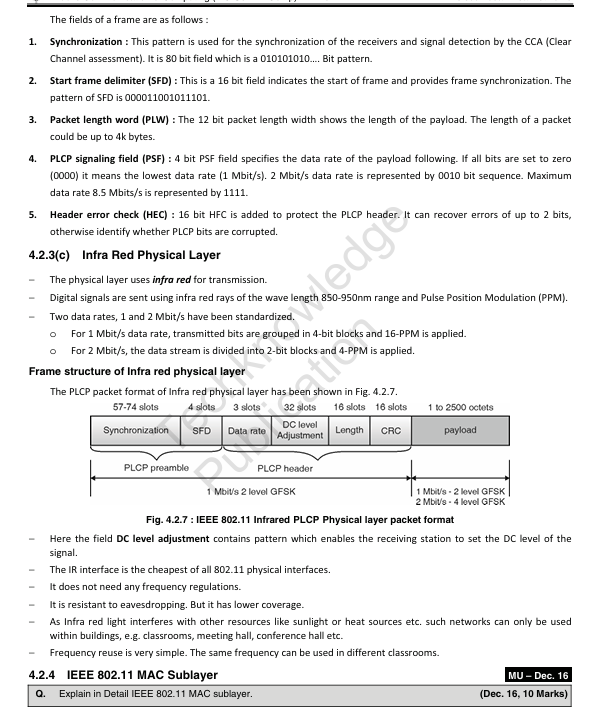 The fields of a frame are as follows :
1. Synchronization : This pattern is used for the synchronization of the receivers and signal detection by the CCA (Clear
Channel assessment). It is 80 bit field which is a 010101010.... Bit pattern.
2. Start frame delimiter (SFD) : This is a 16 bit field indicates the start of frame and provides frame synchronization. The
pattern of SFD is 000011001011101.
3. Packet length word (PLW) : The 12 bit packet length width shows the length of the payload. The length of a packet
could be up to 4k bytes.
4. PLCP signaling field (PSF) : 4 bit PSF field specifies the data rate of the payload following. If all bits are set to zero
(0000) it means the lowest data rate (1 Mbit/s). 2 Mbit/s data rate is represented by 0010 bit sequence. Maximum
data rate 8.5 Mbits/s is represented by 1111.
5. Header error check (HEC) : 16 bit HFC is added to protect the PLCP header. It can recover errors of up to 2 bits,
otherwise identify whether PLCP bits are corrupted.
4.2.3(c) Infra Red Physical Layer
– The physical layer uses infra red for transmission.
– Digital signals are sent using infra red rays of the wave length 850-950nm range and Pulse Position Modulation (PPM).
– Two data rates, 1 and 2 Mbit/s have been standardized.
o For 1 Mbit/s data rate, transmitted bits are grouped in 4-bit blocks and 16-PPM is applied.
o For 2 Mbit/s, the data stream is divided into 2-bit blocks and 4-PPM is applied.
Frame structure of Infra red physical layer
The PLCP packet format of Infra red physical layer has been shown in Fig. 4.2.7.
57-74 slots 4 slots 3 slots 32 slots 16 slots 16 slots 1 to 2500 octets
Synchronization SFD Data rate DC level Adjustment Length CRC payload
PLCP preamble PLCP header
1 Mbit/s 2 level GFSK 1 Mbit/s - 2 level GFSK
2 Mbit/s - 4 level GFSK
Fig. 4.2.7 : IEEE 802.11 Infrared PLCP Physical layer packet format
– Here the field DC level adjustment contains pattern which enables the receiving station to set the DC level of the
signal.
– The IR interface is the cheapest of all 802.11 physical interfaces.
– It does not need any frequency regulations.
– It is resistant to eavesdropping. But it has lower coverage.
– As Infra red light interferes with other resources like sunlight or heat sources etc. such networks can only be used
within buildings, e.g. classrooms, meeting hall, conference hall etc.
– Frequency reuse is very simple. The same frequency can be used in different classrooms.
4.2.4 IEEE 802.11 MAC Sublayer MU – Dec. 16
Q. Explain in Detail IEEE 802.11 MAC sublayer. (Dec. 16, 10 Marks)
Techknowledge
Publication